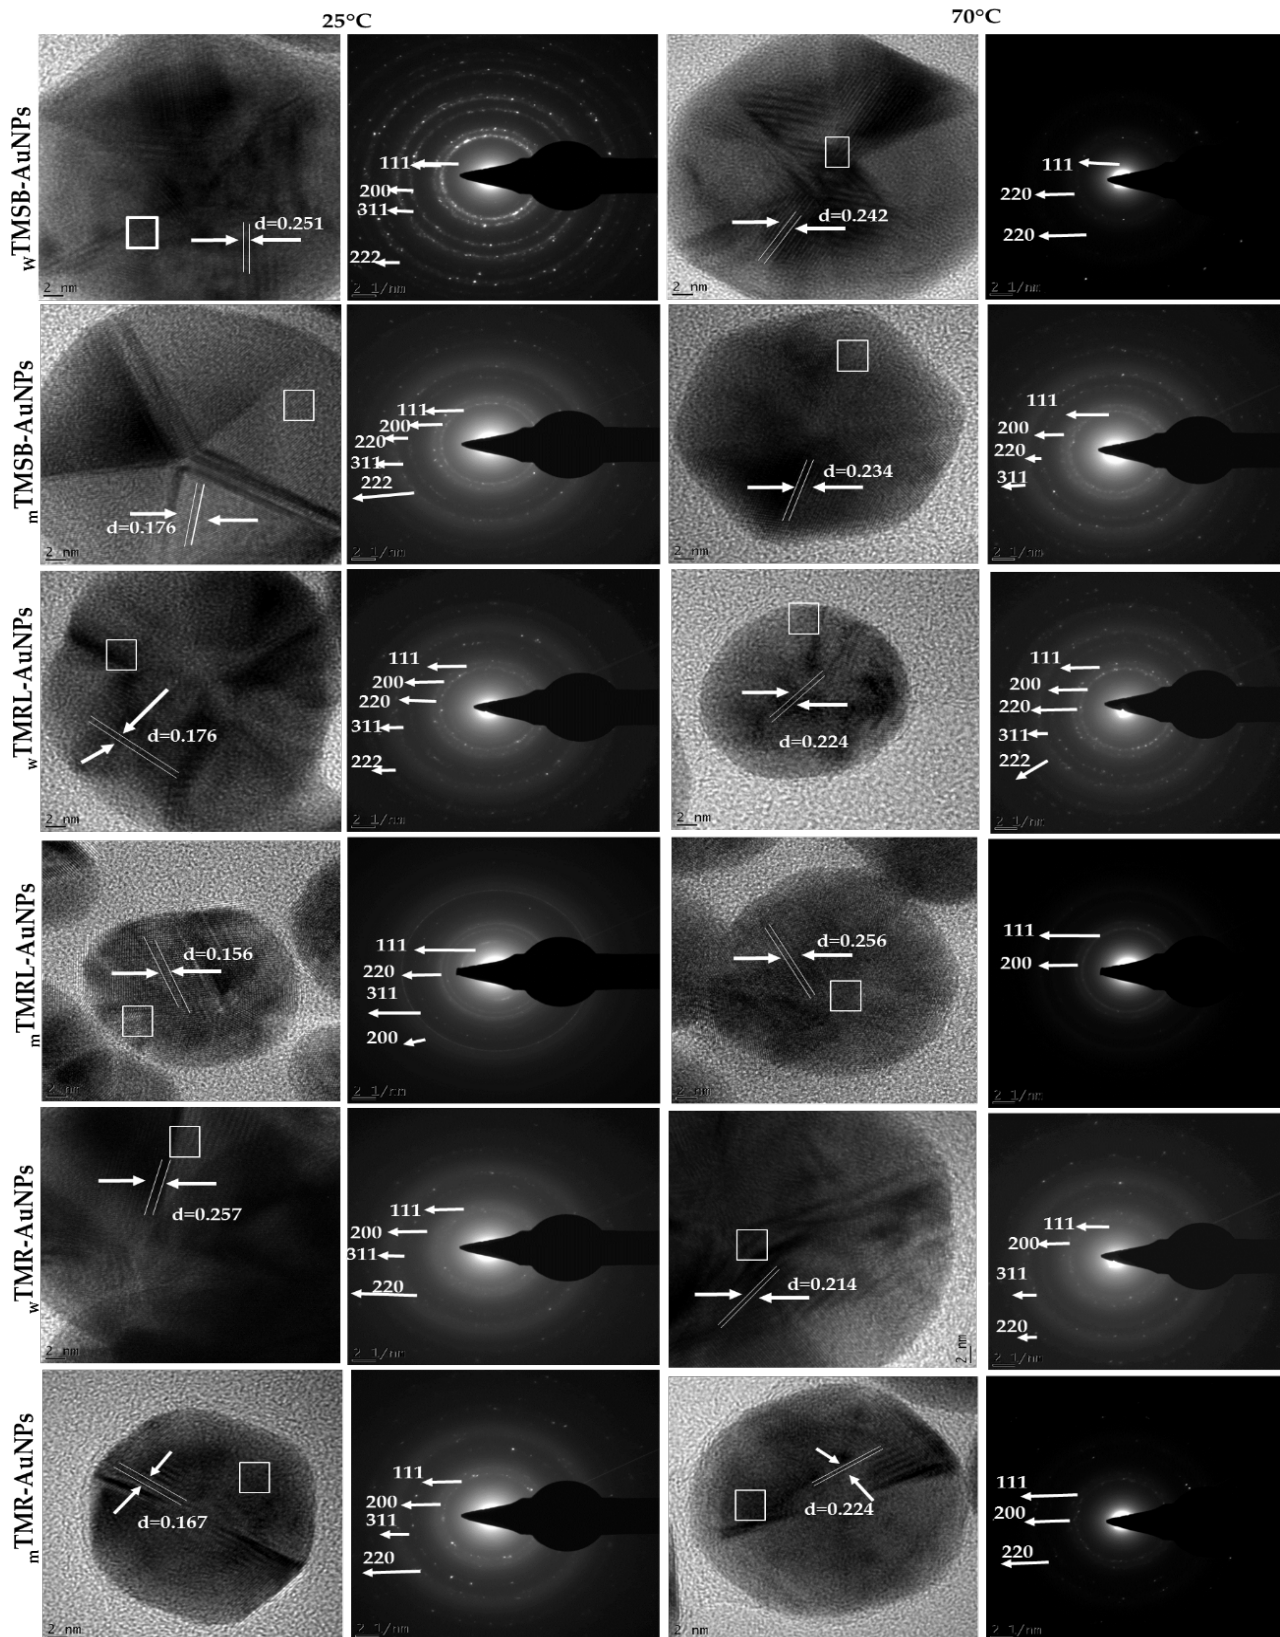 25°C
70°C
wTMSB-AuNPs
d=0.251
2 nm
111
200
311
222
2 1/nm
d=0.242
2 nm
111
220
220
2 1/nm
mTMSB-AuNPs
d=0.176
2 nm
111
200
220
311
222
2 1/nm
d=0.234
2 nm
111
200
220
311
2 1/nm
wTMRL-AuNPs
d=0.176
2 nm
111
200
220
311
222
2 1/nm
d=0.224
2 nm
111
200
220
311
222
2 1/nm
mTMRL-AuNPs
d=0.156
2 nm
111
220
311
200
2 1/nm
d=0.256
2 nm
111
200
2 1/nm
wTMR-AuNPs
d=0.257
2 nm
111
200
311
220
2 1/nm
d=0.214
2 nm
111
200
311
220
2 1/nm
mTMR-AuNPs
d=0.167
2 nm
111
200
311
220
2 1/nm
d=0.224
2 nm
111
200
220
2 1/nm